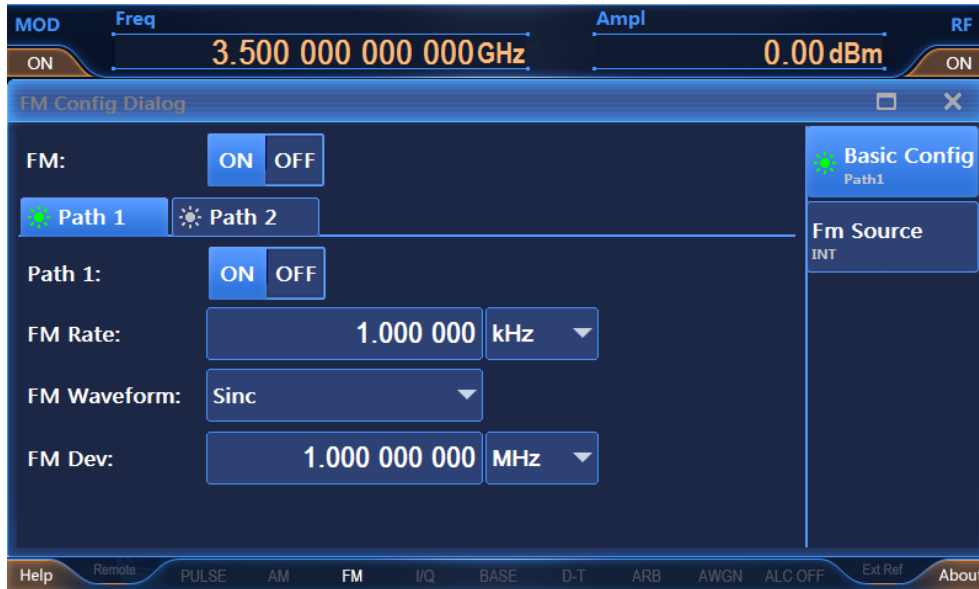 MOD Freq Ampl RF
ON 3.500 000 000 000 GHz 0.00 dBm ON
FM Config Dialog
FM: ON OFF
Basic Config
Path1
Path 1 Path 2
Fm Source
INT
Path 1: ON OFF
FM Rate: 1.000 000 kHz
FM Waveform: Sinc
FM Dev: 1.000 000 000 MHz
Help Remote PULSE AM FM I/Q BASE D-T ARB AWGN ALC OFF Ext Ref About